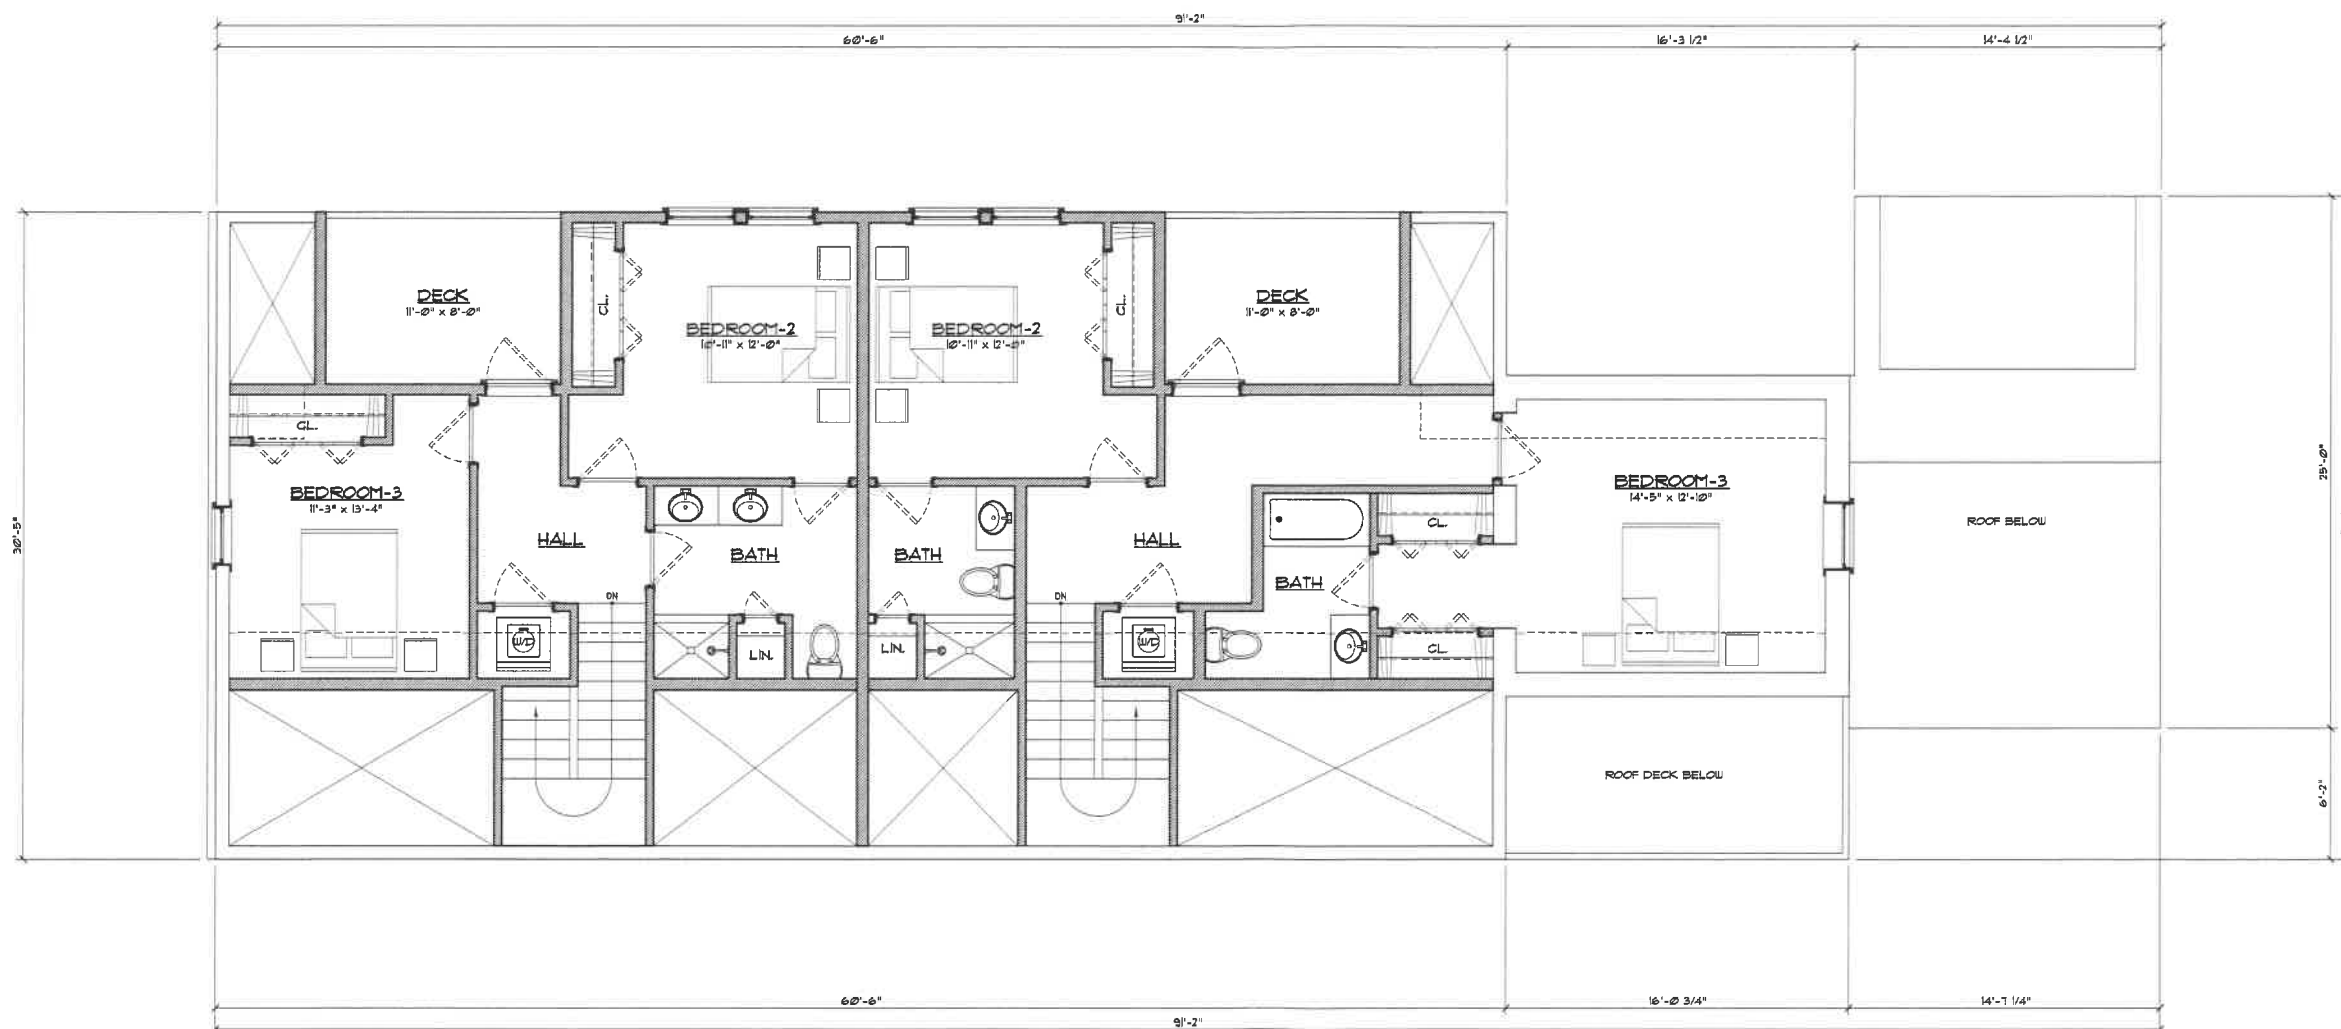 91'-2"
60'-6"
16'-3 1/2"
14'-4 1/2"
DECK
11'-0" x 8'-0"
CL.
BEDROOM-2
10'-11" x 12'-0"
BEDROOM-2
10'-11" x 12'-0"
CL.
DECK
11'-0" x 8'-0"
CL.
BEDROOM-3
11'-3" x 13'-4"
HALL
BATH
BATH
HALL
BATH
CL.
BEDROOM-3
14'-5" x 12'-10"
ROOF BELOW
30'-5"
25'-0"
DN
DN
W/D
LIN.
LIN.
W/D
CL.
ROOF DECK BELOW
6'-2"
60'-6"
16'-0 3/4"
14'-7 1/4"
91'-2"